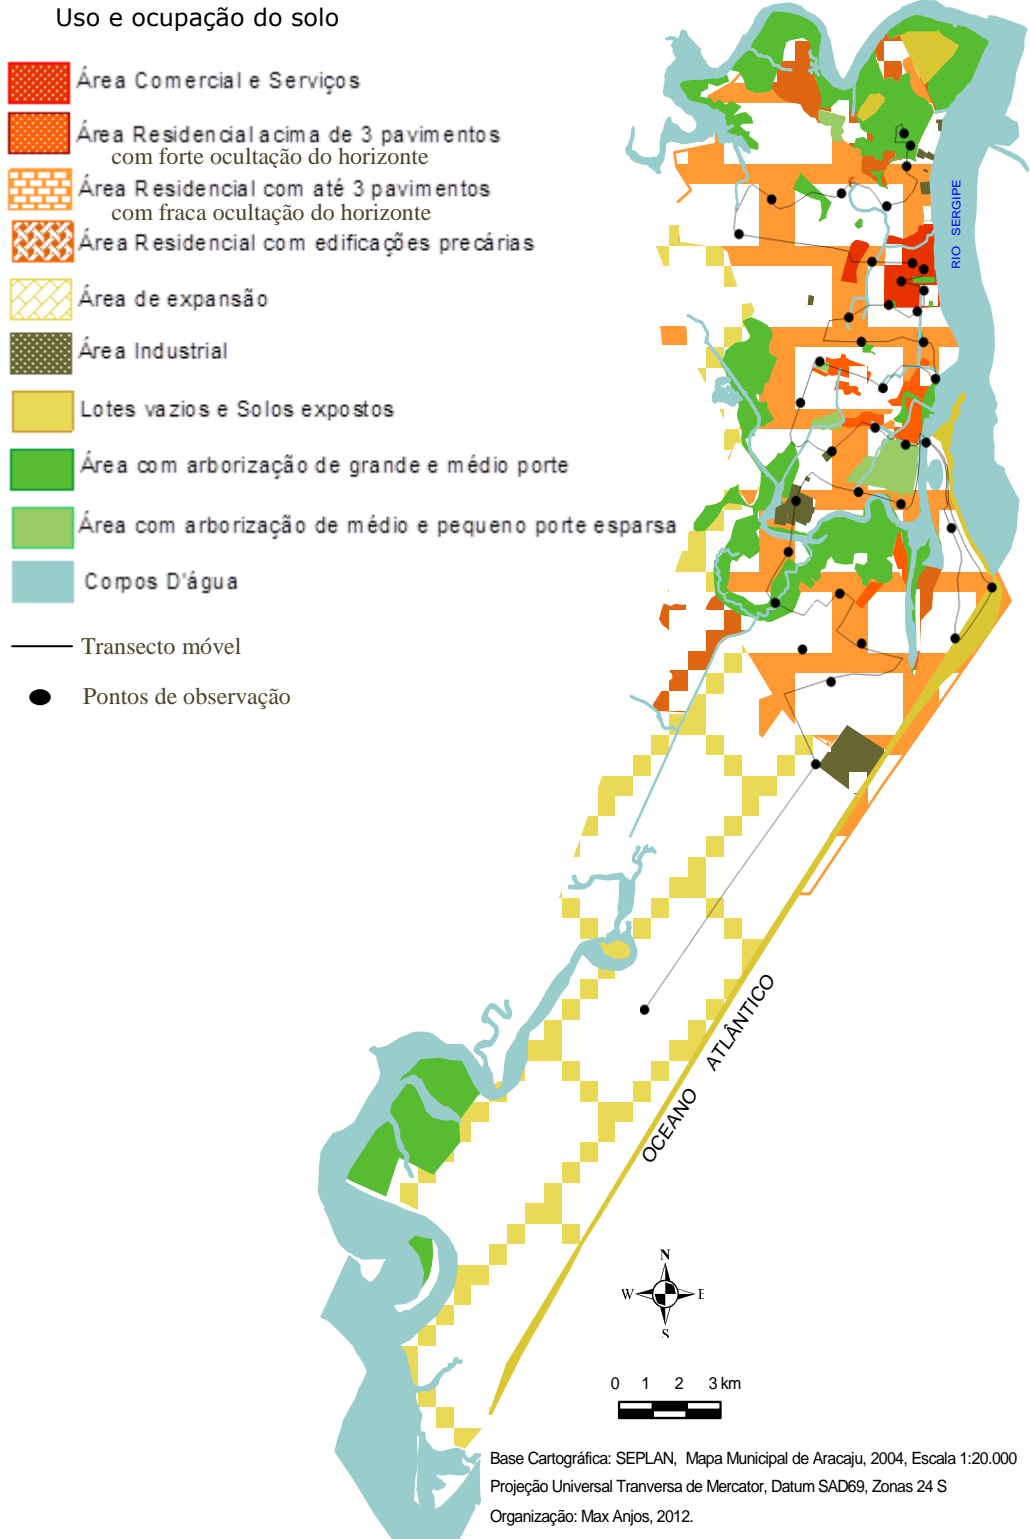 Uso e ocupação do solo
Área Comercial e Serviços
Área Residencial acima de 3 pavimentos
com forte ocultação do horizonte
Área Residencial com até 3 pavimentos
com fraca ocultação do horizonte
Área Residencial com edificações precárias
Área de expansão
Área Industrial
Lotes vazios e Solos expostos
Área com arborização de grande e médio porte
Área com arborização de médio e pequeno porte esparsa
Corpos D'água
Transecto móvel
Pontos de observação
RIO SERGIPE
OCEANO ATLÂNTICO
N
W E
S
0 1 2 3 km
Base Cartográfica: SEPLAN, Mapa Municipal de Aracaju, 2004, Escala 1:20.000
Projeção Universal Tranversa de Mercator, Datum SAD69, Zonas 24 S
Organização: Max Anjos, 2012.